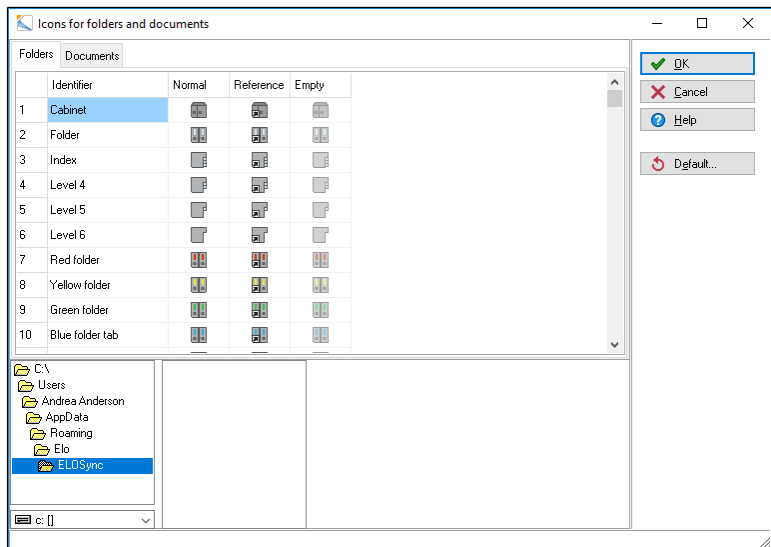 Icons for folders and documents
Folders Documents
Identifier Normal Reference Empty
1 Cabinet
2 Folder
3 Index
4 Level 4
5 Level 5
6 Level 6
7 Red folder
8 Yellow folder
9 Green folder
10 Blue folder tab
OK
Cancel
Help
Default...
C:\
Users
Andrea Anderson
AppData
Roaming
Elo
ELOSync
c: []